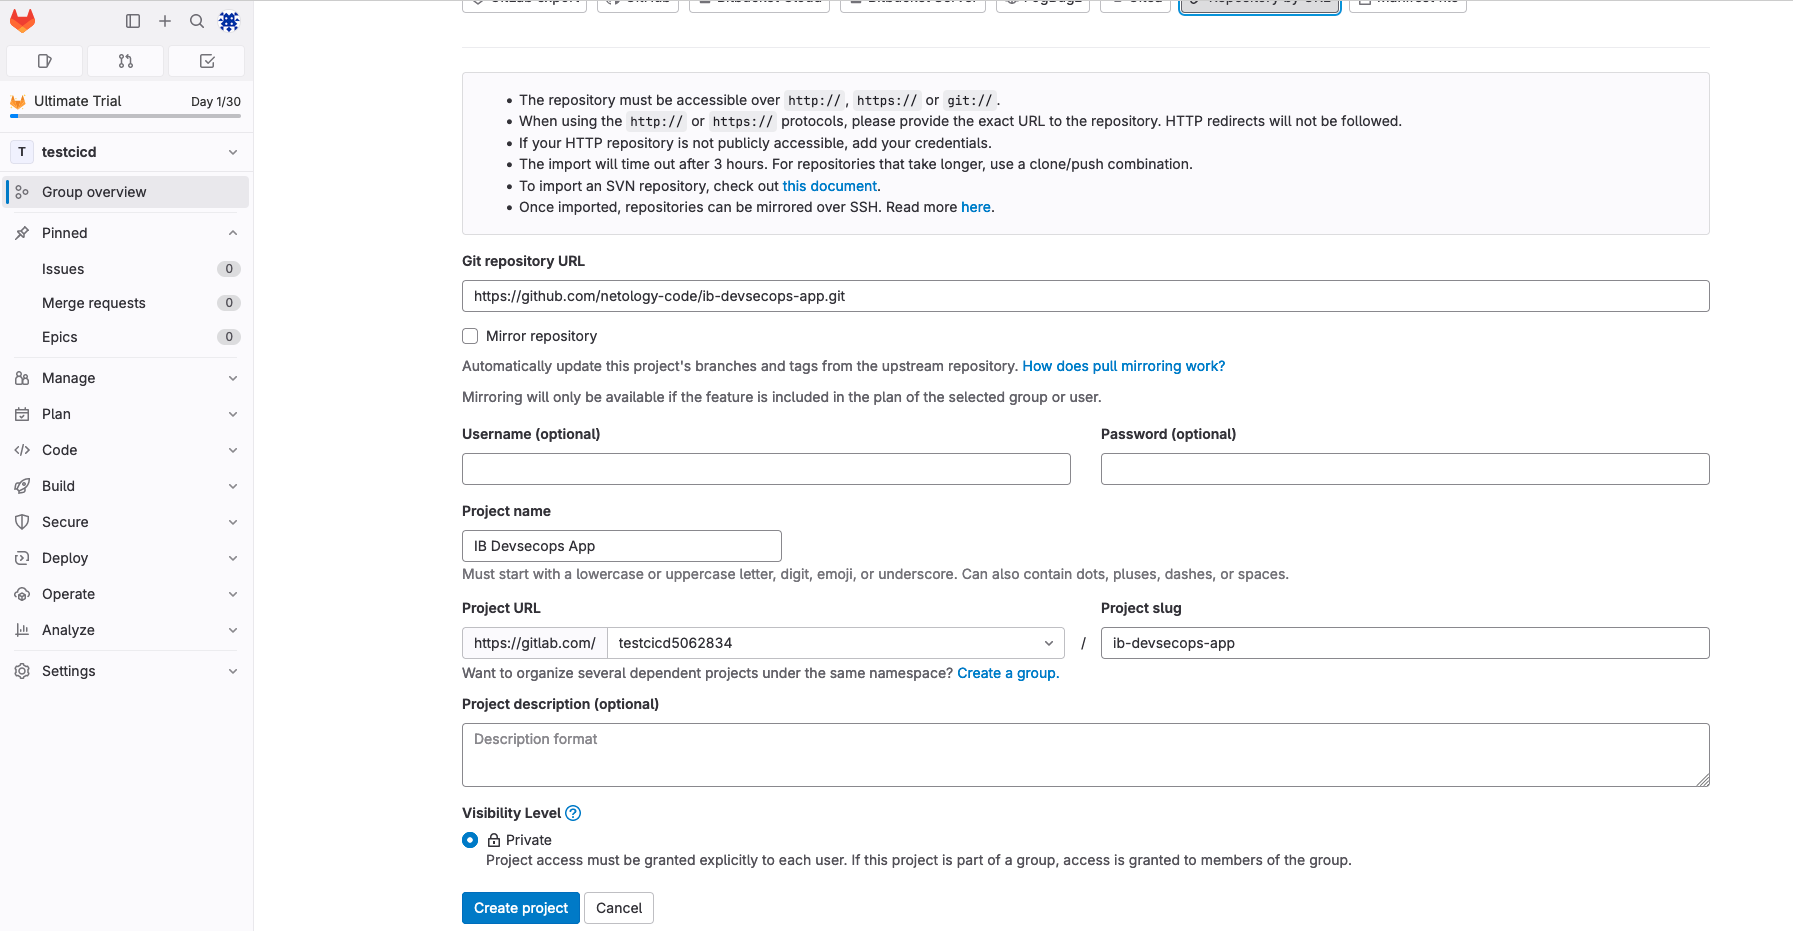 Ultimate Trial Day 1/30
T testcicd
Group overview
Pinned
Issues 0
Merge requests 0
Epics 0
Manage
Plan
Code
Build
Secure
Deploy
Operate
Analyze
Settings
The repository must be accessible over http://, https:// or git://.
When using the http:// or https:// protocols, please provide the exact URL to the repository. HTTP redirects will not be followed.
If your HTTP repository is not publicly accessible, add your credentials.
The import will time out after 3 hours. For repositories that take longer, use a clone/push combination.
To import an SVN repository, check out this document.
Once imported, repositories can be mirrored over SSH. Read more here.
Git repository URL
https://github.com/netology-code/ib-devsecops-app.git
Mirror repository
Automatically update this project's branches and tags from the upstream repository. How does pull mirroring work?
Mirroring will only be available if the feature is included in the plan of the selected group or user.
Username (optional) Password (optional)
Project name
IB Devsecops App
Must start with a lowercase or uppercase letter, digit, emoji, or underscore. Can also contain dots, pluses, dashes, or spaces.
Project URL Project slug
https://gitlab.com/ testcicd5062834 / ib-devsecops-app
Want to organize several dependent projects under the same namespace? Create a group.
Project description (optional)
Description format
Visibility Level
Private
Project access must be granted explicitly to each user. If this project is part of a group, access is granted to members of the group.
Create project Cancel